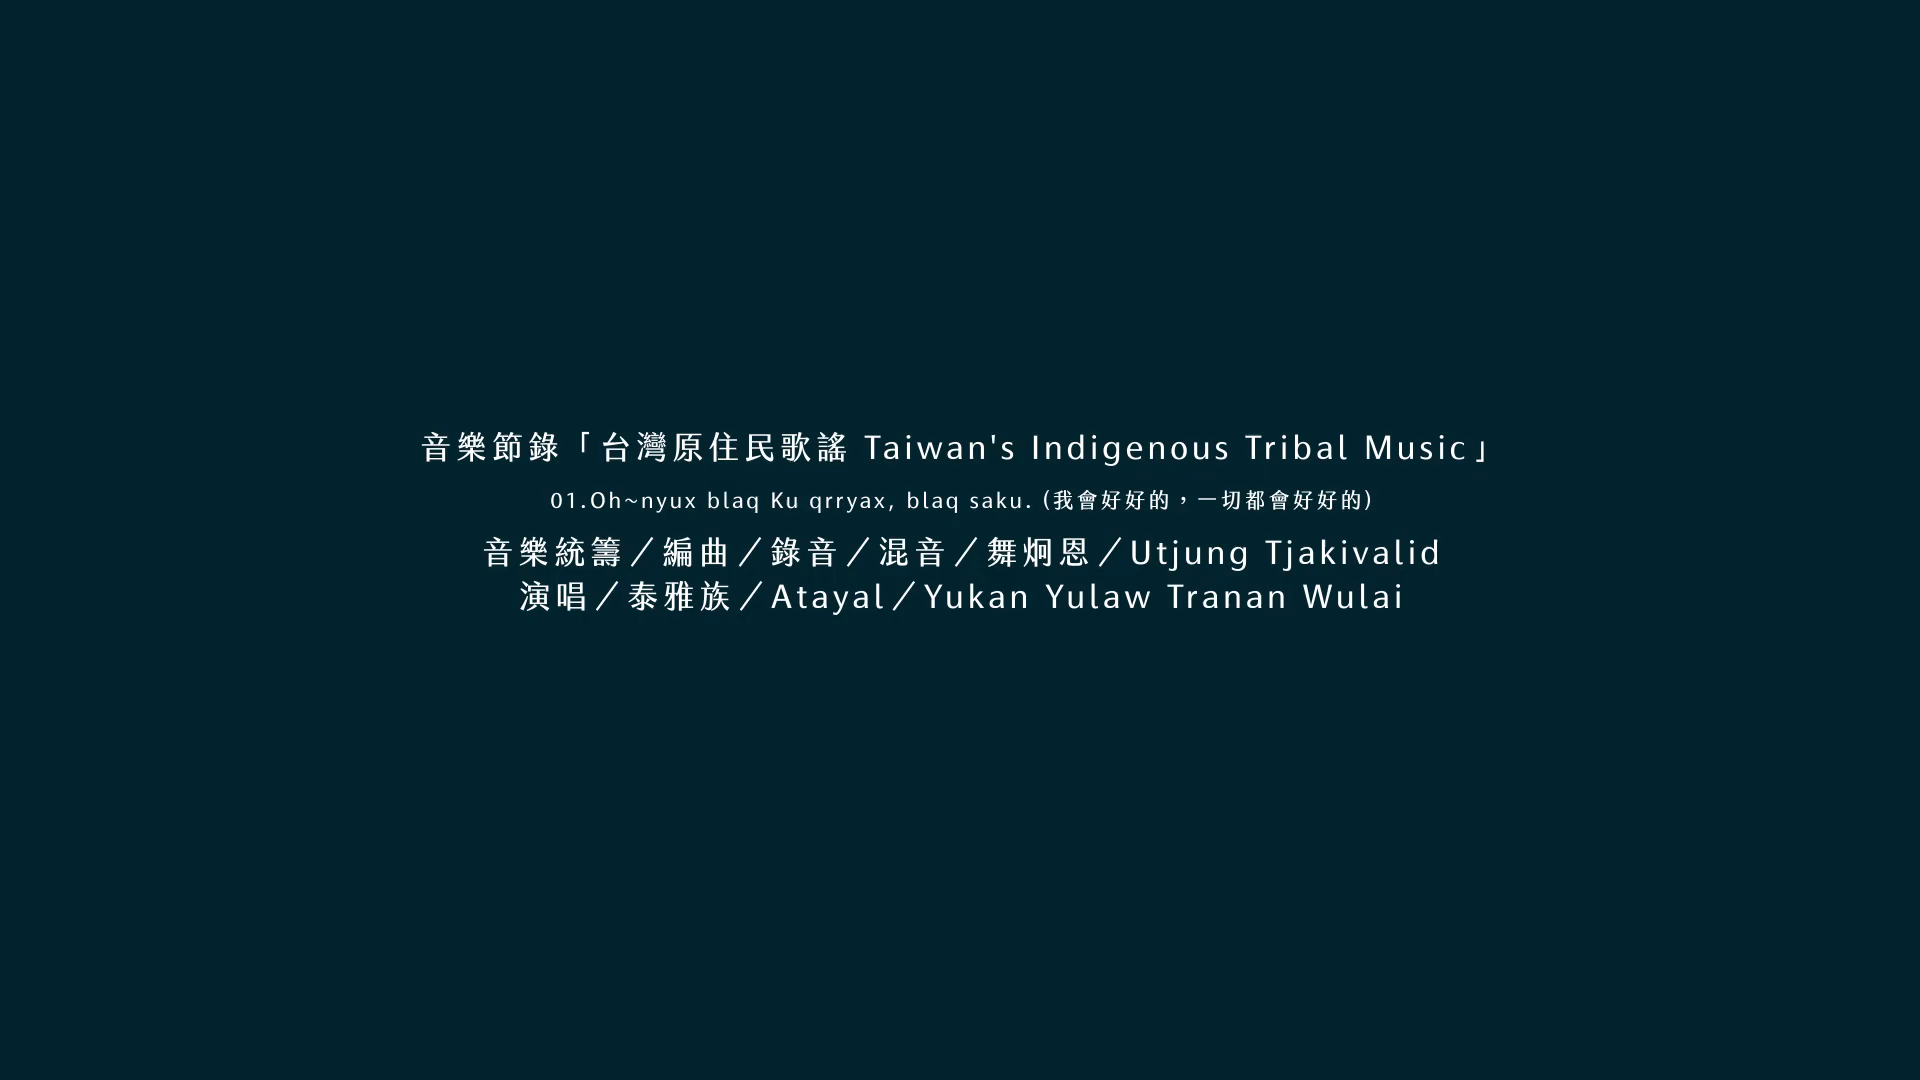 音樂節錄「台灣原住民歌謠 Taiwan's Indigenous Tribal Music」
01.Oh~nyux blaq Ku qrryax, blaq saku. (我會好好的，一切都會好好的)
音樂統籌／編曲／錄音／混音／舞炯恩／Utjung Tjakivalid
演唱／泰雅族／Atayal／Yukan Yulaw Tranan Wulai